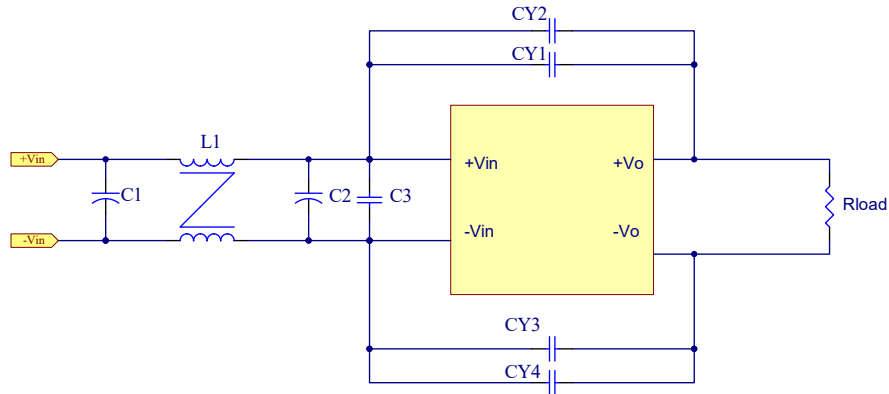 CY2
CY1
L1
+Vin
+Vin
+Vo
C1
C2
C3
Rload
-Vin
-Vin
-Vo
CY3
CY4